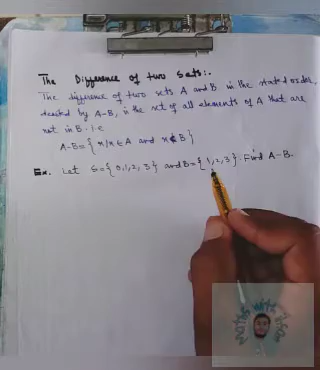 The Difference of two Sets:-
The difference of two sets A and B in the stated order,
denoted by A-B, is the set of all elements of A that are
not in B. i.e
A-B = { x/x ∈ A and x ∉ B }
Ex. Let S={ 0,1,2, 3} and B={ 1,2,3}. Find A-B.
MATHS WITH